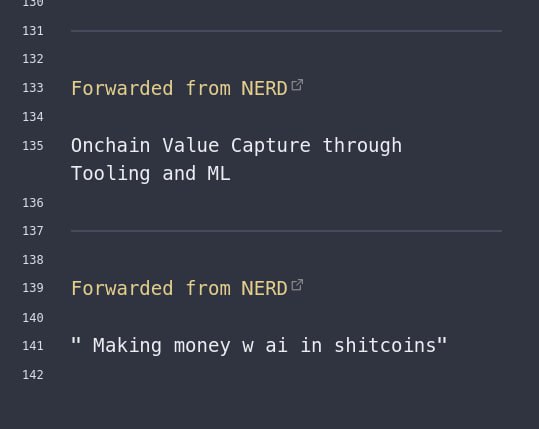 130
131
132
133 Forwarded from NERD
134
135 Onchain Value Capture through
Tooling and ML
136
137
138
139 Forwarded from NERD
140
141 " Making money w ai in shitcoins"
142